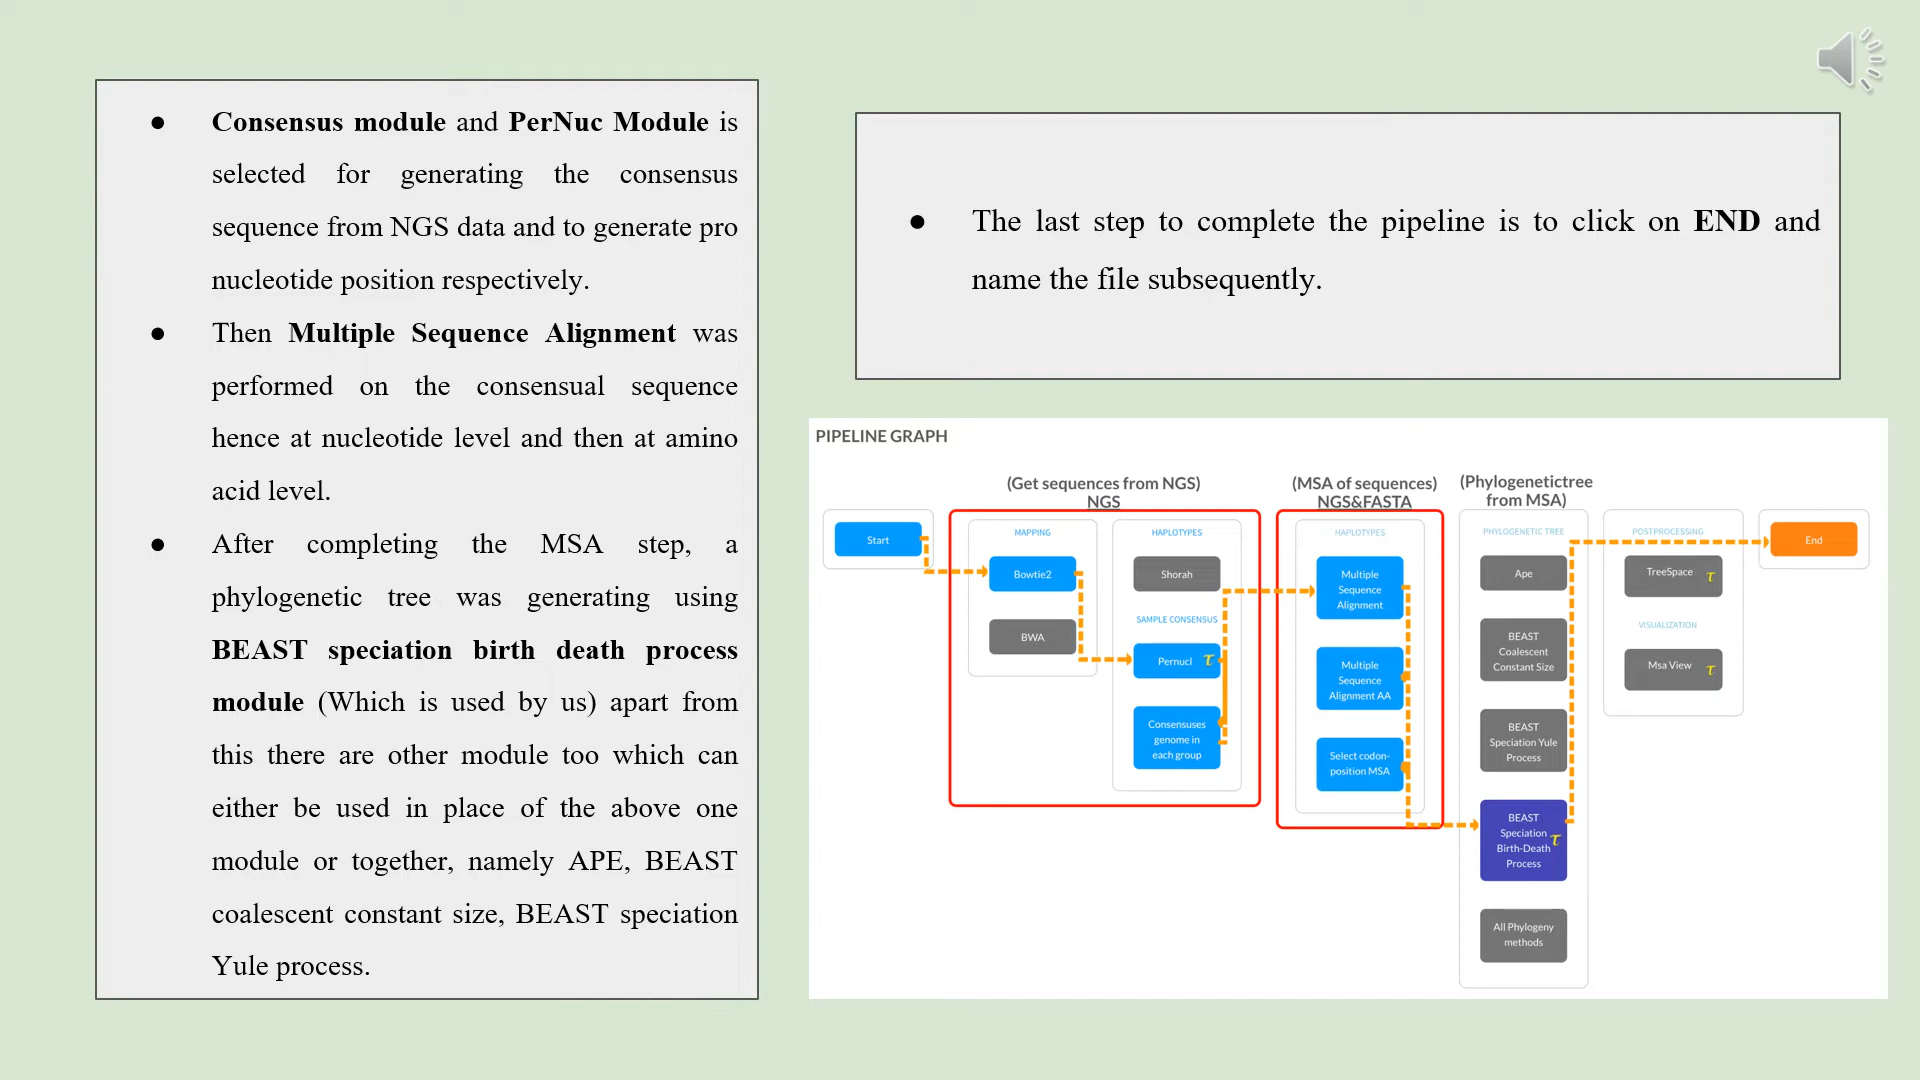 ● Consensus module and PerNuc Module is
selected for generating the consensus
sequence from NGS data and to generate pro
nucleotide position respectively.
● Then Multiple Sequence Alignment was
performed on the consensual sequence
hence at nucleotide level and then at amino
acid level.
● After completing the MSA step, a
phylogenetic tree was generating using
BEAST speciation birth death process
module (Which is used by us) apart from
this there are other module too which can
either be used in place of the above one
module or together, namely APE, BEAST
coalescent constant size, BEAST speciation
Yule process.
● The last step to complete the pipeline is to click on END and
name the file subsequently.
PIPELINE GRAPH
(Get sequences from NGS)
NGS
(MSA of sequences)
NGS&FASTA
(Phylogenetictree
from MSA)
Start
MAPPING
Bowtie2
BWA
HAPLOTYPES
Shorah
SAMPLE CONSENSUS
Pernucl τ
Consensuses
genome in
each group
HAPLOTYPES
Multiple
Sequence
Alignment
Multiple
Sequence
Alignment AA
Select codon-
position MSA
PHYLOGENETIC TREE
Ape
BEAST
Coalescent
Constant Size
BEAST
Speciation Yule
Process
BEAST
Speciation
Birth-Death τ
Process
All Phylogeny
methods
POSTPROCESSING
TreeSpace τ
VISUALIZATION
Msa View τ
End